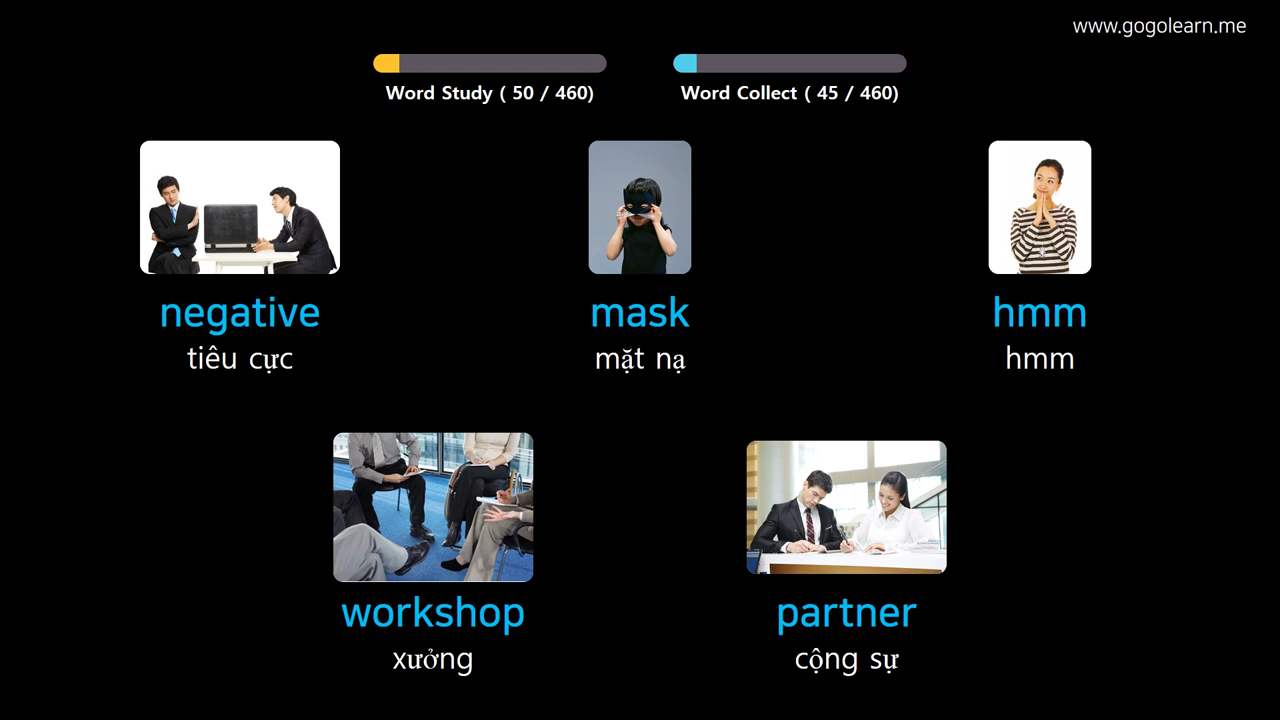 www.gogolearn.me
Word Study ( 50 / 460)
Word Collect ( 45 / 460)
negative
tiêu cực
mask
mặt nạ
hmm
hmm
workshop
xưởng
partner
cộng sự